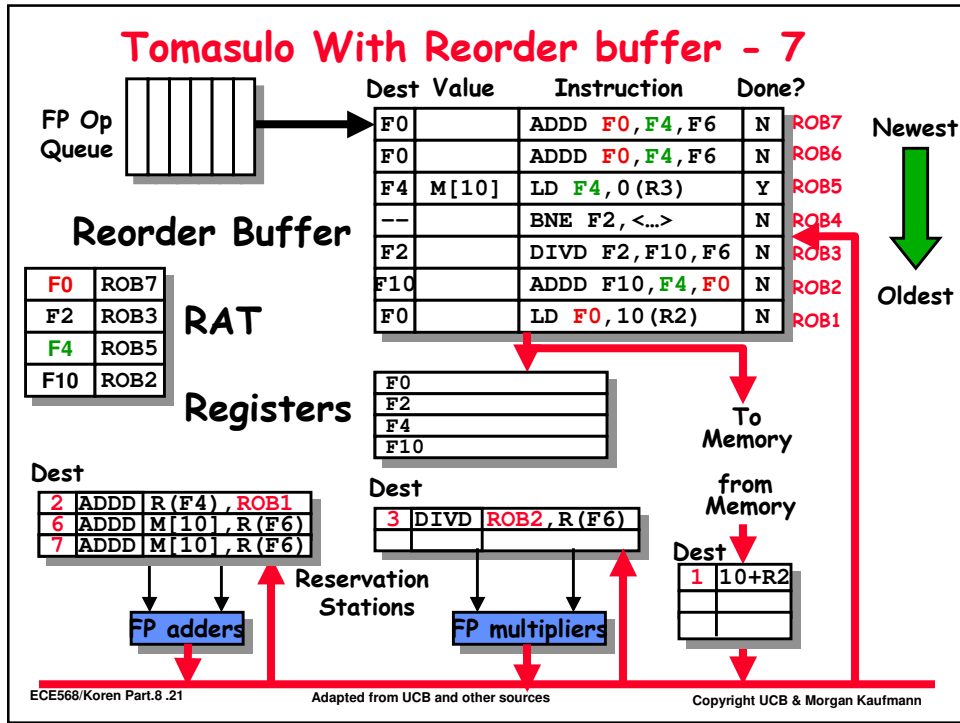 Tomasulo With Reorder buffer - 7
Dest Value Instruction Done?
FP Op
Queue
F0 ADDD F0,F4,F6 N ROB7
F0 ADDD F0,F4,F6 N ROB6
F4 M[10] LD F4,0(R3) Y ROB5
-- BNE F2,<…> N ROB4
F2 DIVD F2,F10,F6 N ROB3
F10 ADDD F10,F4,F0 N ROB2
F0 LD F0,10(R2) N ROB1
Newest
Oldest
Reorder Buffer
F0 ROB7
F2 ROB3
F4 ROB5
F10 ROB2
RAT
Registers
F0
F2
F4
F10
To
Memory
from
Memory
Dest
2 ADDD R(F4),ROB1
6 ADDD M[10],R(F6)
7 ADDD M[10],R(F6)
Dest
3 DIVD ROB2,R(F6)
Dest
1 10+R2
Reservation
Stations
FP adders
FP multipliers
ECE568/Koren Part.8 .21
Adapted from UCB and other sources
Copyright UCB & Morgan Kaufmann